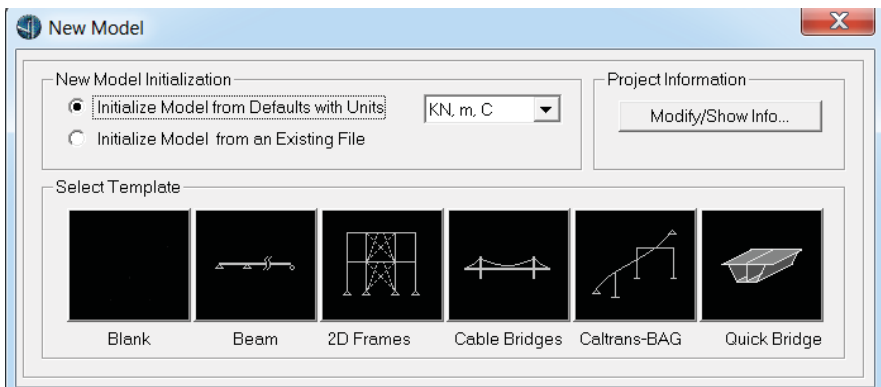 New Model
New Model Initialization
Initialize Model from Defaults with Units
KN, m, C
Initialize Model from an Existing File
Project Information
Modify/Show Info...
Select Template
Blank
Beam
2D Frames
Cable Bridges
Caltrans-BAG
Quick Bridge